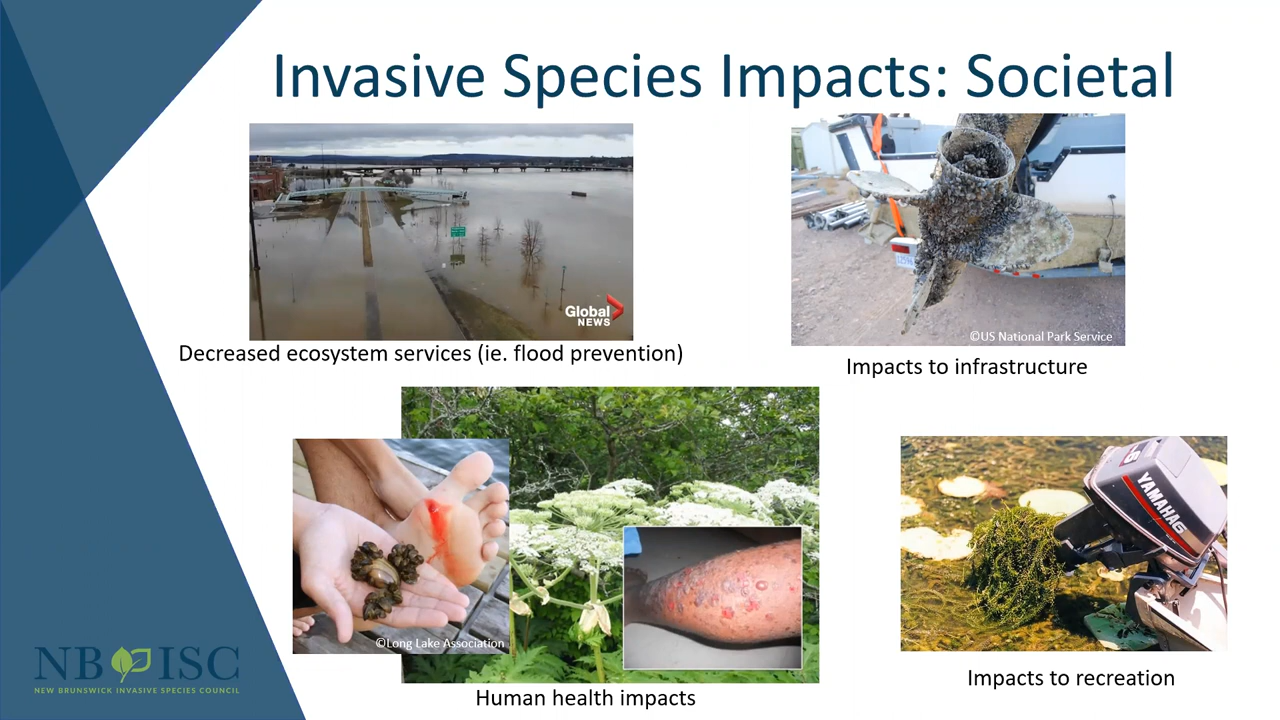 Invasive Species Impacts: Societal
Global
NEWS
Decreased ecosystem services (ie. flood prevention)
©US National Park Service
Impacts to infrastructure
©Long Lake Association
Human health impacts
YAMAHA
Impacts to recreation
NB ISC
NEW BRUNSWICK INVASIVE SPECIES COUNCIL